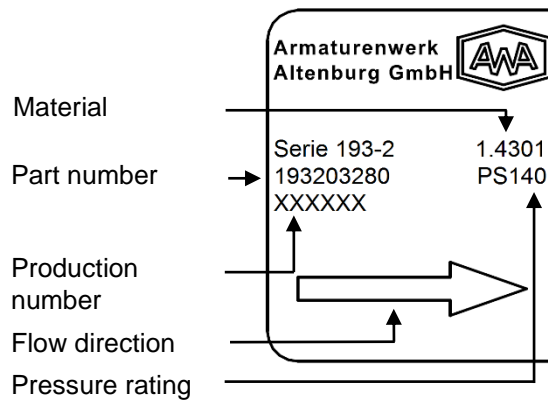 Armaturenwerk
Altenburg GmbH
AWA
Material
Serie 193-2 1.4301
Part number
193203280 PS140
XXXXXX
Production
number
Flow direction
Pressure rating